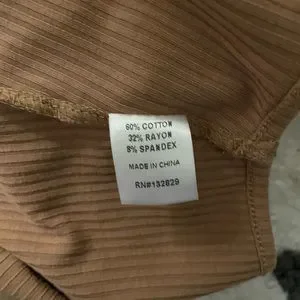 60% COTTON
32% RAYON
8% SPANDEX
MADE IN CHINA
RN#132829